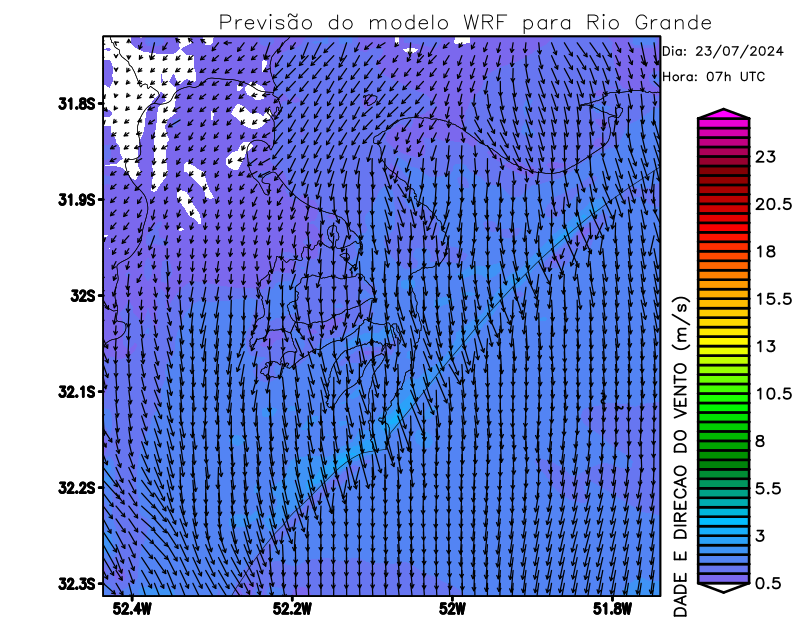 Previsão do modelo WRF para Rio Grande
Dia: 23/07/2024
Hora: 07h UTC
31.8S
31.9S
32S
32.1S
32.2S
32.3S
52.4W
52.2W
52W
51.8W
23
20.5
18
15.5
13
10.5
8
5.5
3
0.5
DADE E DIRECAO DO VENTO (m/s)